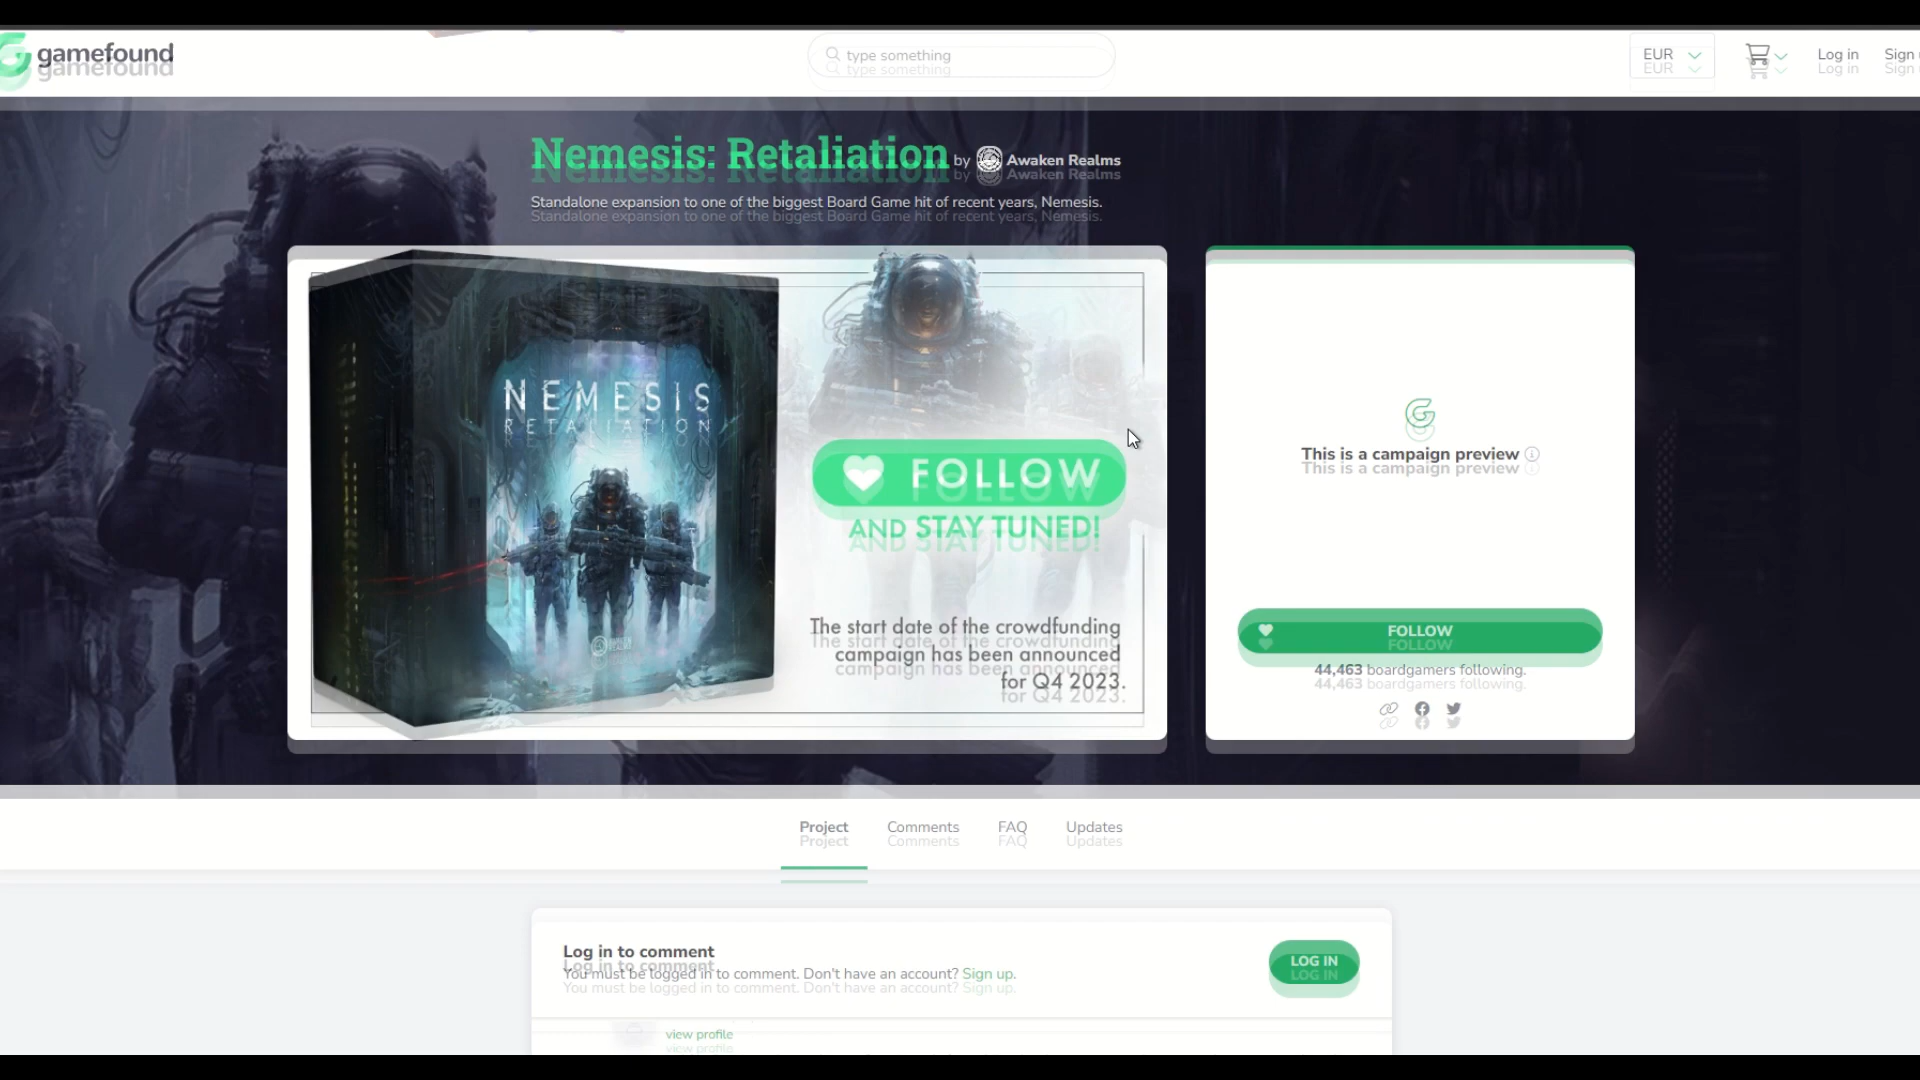 gamefound
type something
EUR
Log in
Sign
Nemesis: Retaliation by Awaken Realms
Standalone expansion to one of the biggest Board Game hit of recent years, Nemesis.
NEMESIS
RETALIATION
FOLLOW
AND STAY TUNED!
The start date of the crowdfunding
campaign has been announced
for Q4 2023.
This is a campaign preview
FOLLOW
44,463 boardgamers following.
Project
Comments
FAQ
Updates
Log in to comment
You must be logged in to comment. Don't have an account? Sign up.
LOG IN
view profile